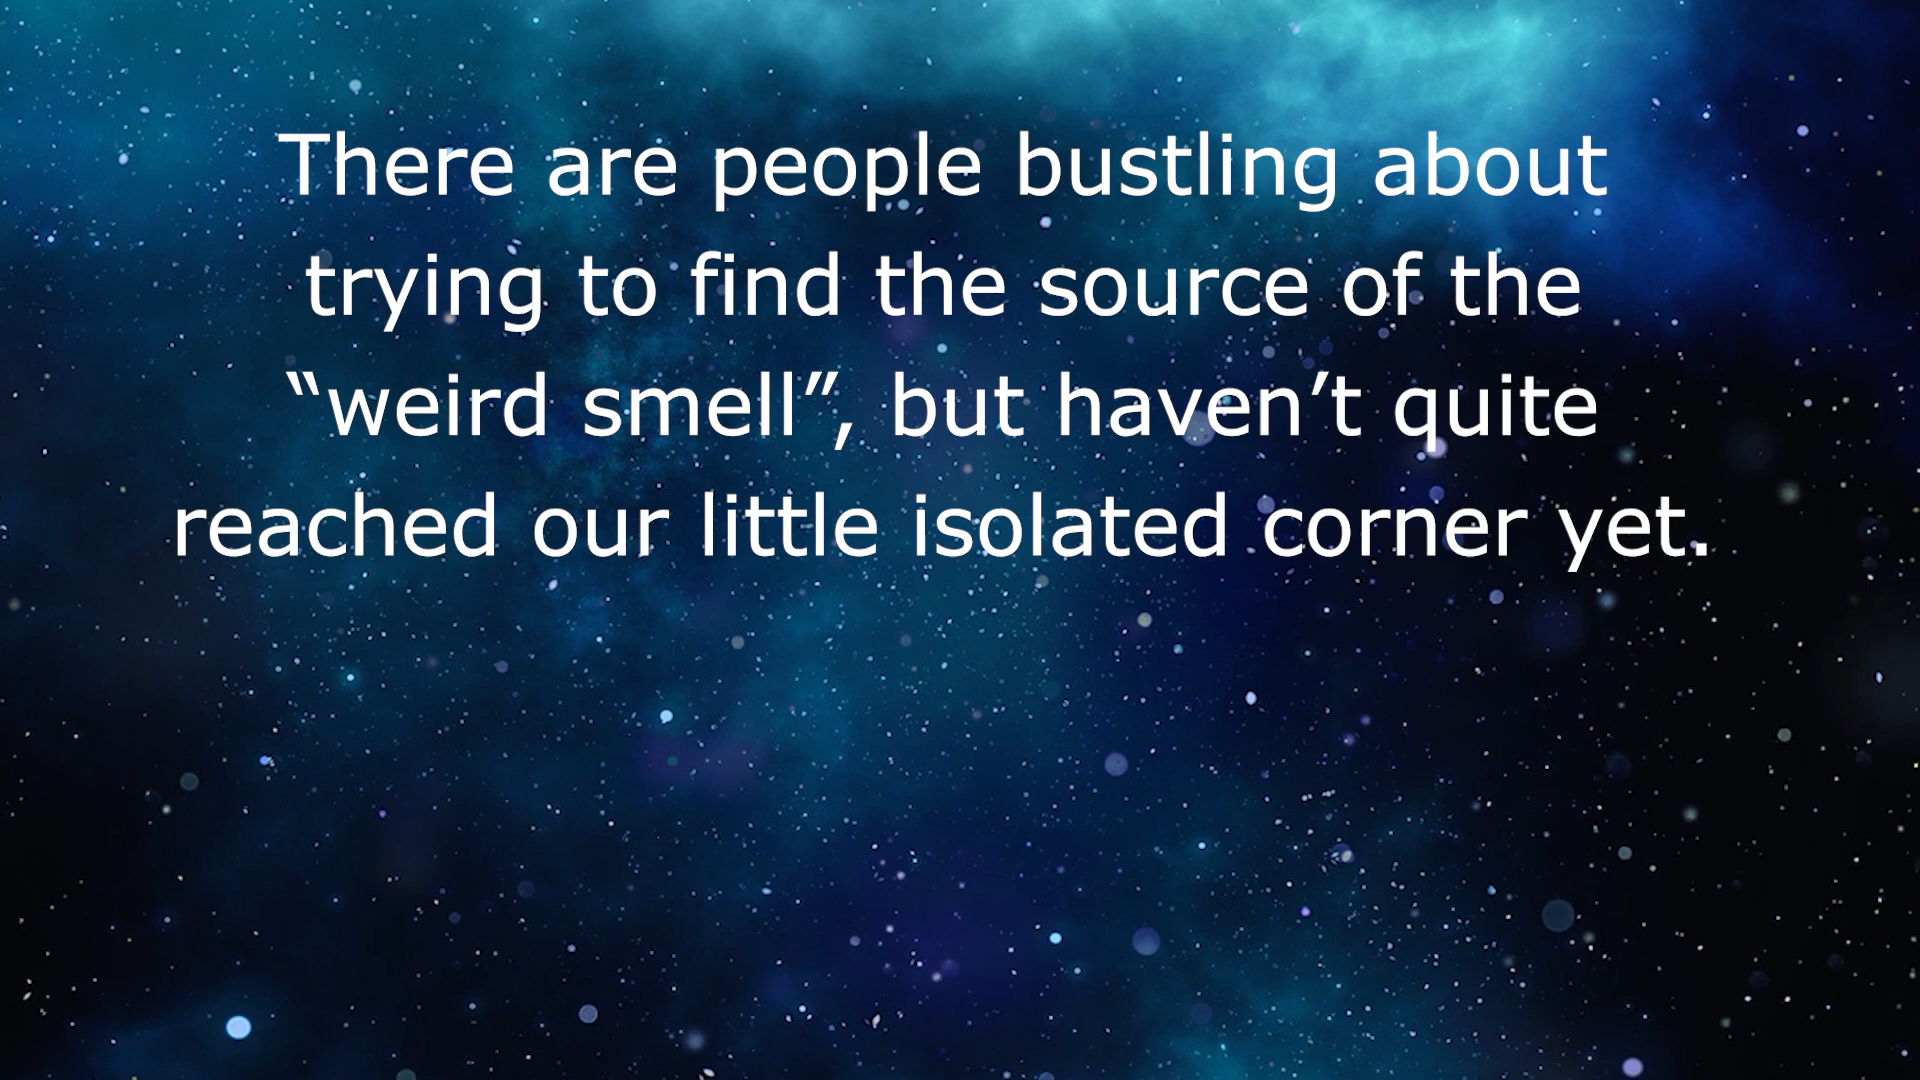 There are people bustling about
trying to find the source of the
“weird smell”, but haven’t quite
reached our little isolated corner yet.